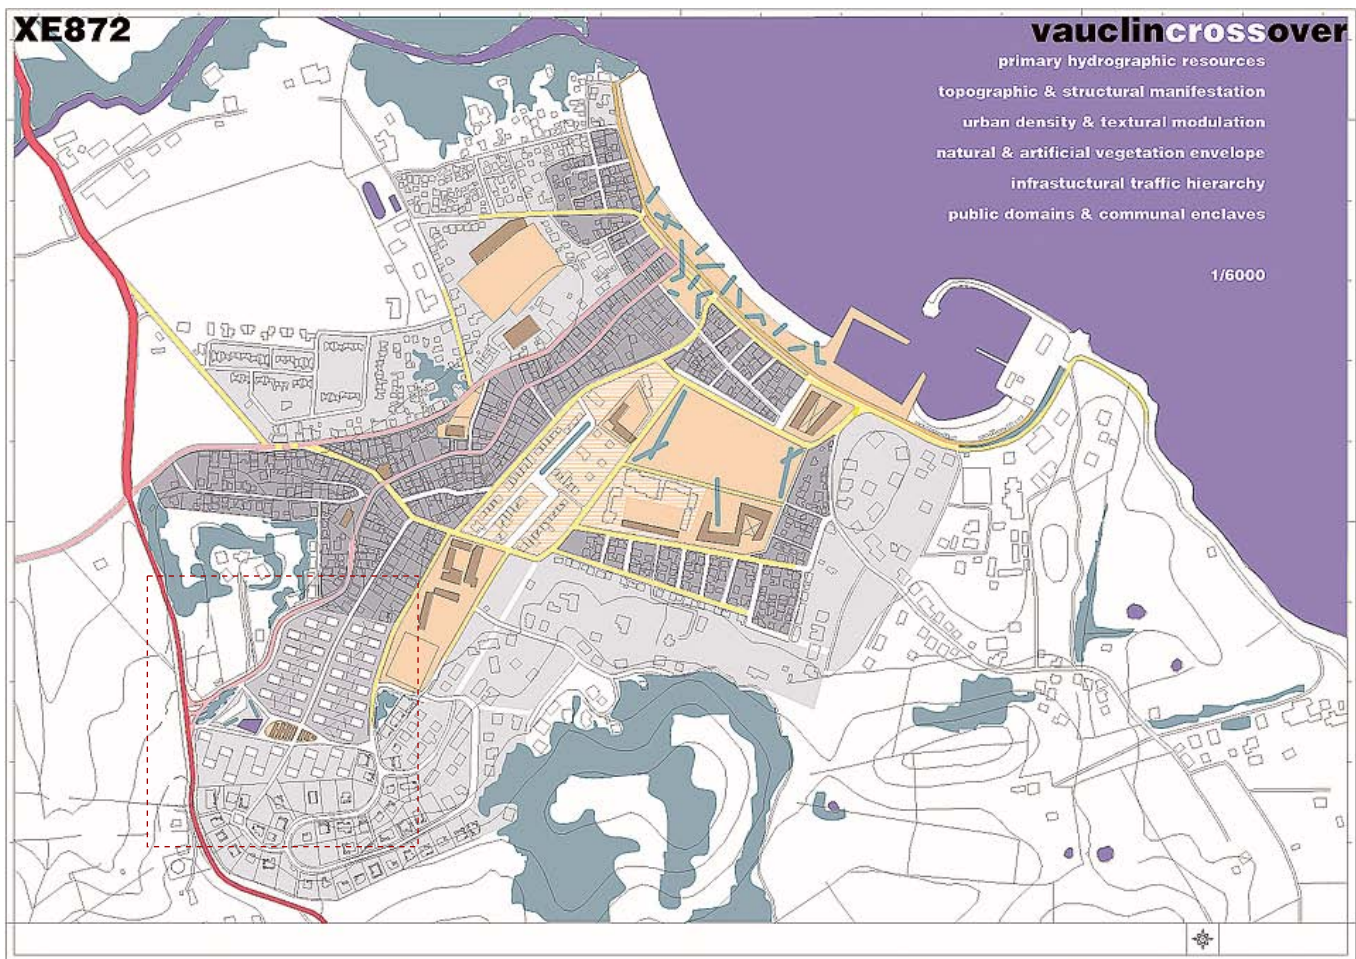 XE872
vauclincrossover
primary hydrographic resources
topographic & structural manifestation
urban density & textural modulation
natural & artificial vegetation envelope
infrastuctural traffic hierarchy
public domains & communal enclaves
1/6000